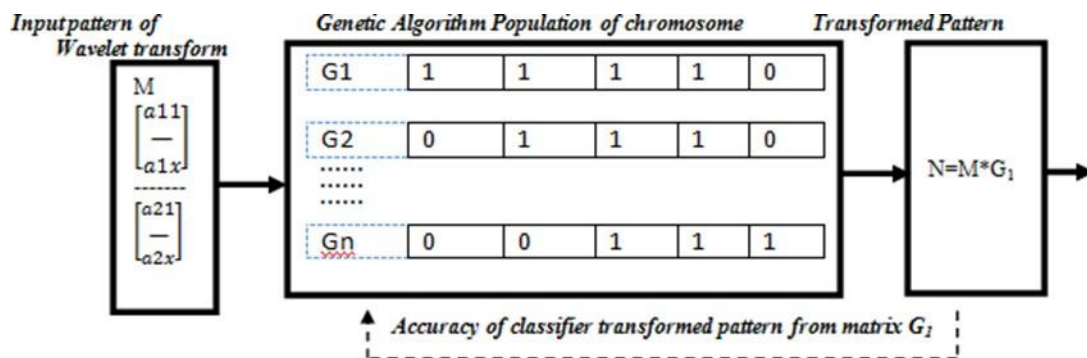 Input pattern of
Wavelet transform
Genetic Algorithm Population of chromosome
Transformed Pattern
M
a11
a1x
a21
a2x
G1 1 1 1 1 0
G2 0 1 1 1 0
......
......
......
Gn 0 0 1 1 1
N=M*G₁
Accuracy of classifier transformed pattern from matrix G₁